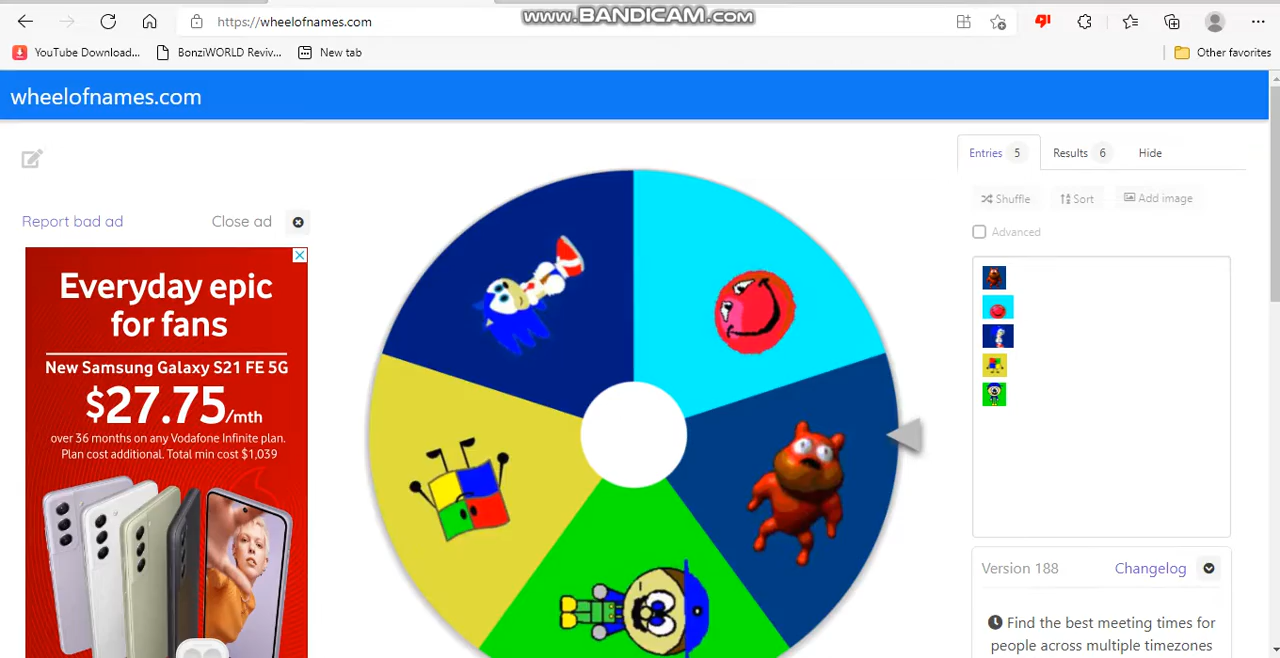 https://wheelofnames.com
www.BANDICAM.com
YouTube Download...
BonziWORLD Reviv...
New tab
Other favorites
wheelofnames.com
Report bad ad
Close ad
Everyday epic
for fans
New Samsung Galaxy S21 FE 5G
$27.75/mth
over 36 months on any Vodafone Infinite plan.
Plan cost additional. Total min cost $1,039
Entries 5
Results 6
Hide
Shuffle
Sort
Add image
Advanced
Version 188
Changelog
Find the best meeting times for
people across multiple timezones